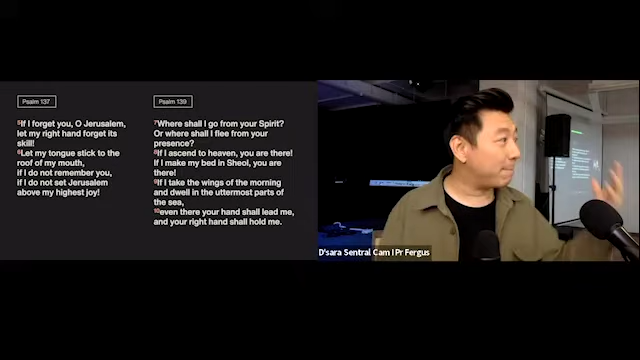 Psalm 137
5If I forget you, O Jerusalem,
let my right hand forget its
skill!
6Let my tongue stick to the
roof of my mouth,
if I do not remember you,
if I do not set Jerusalem
above my highest joy!
Psalm 139
7Where shall I go from your Spirit?
Or where shall I flee from your
presence?
8If I ascend to heaven, you are there!
If I make my bed in Sheol, you are
there!
9If I take the wings of the morning
and dwell in the uttermost parts of
the sea,
10even there your hand shall lead me,
and your right hand shall hold me.
D'sara Sentral Cam I Pr Fergus